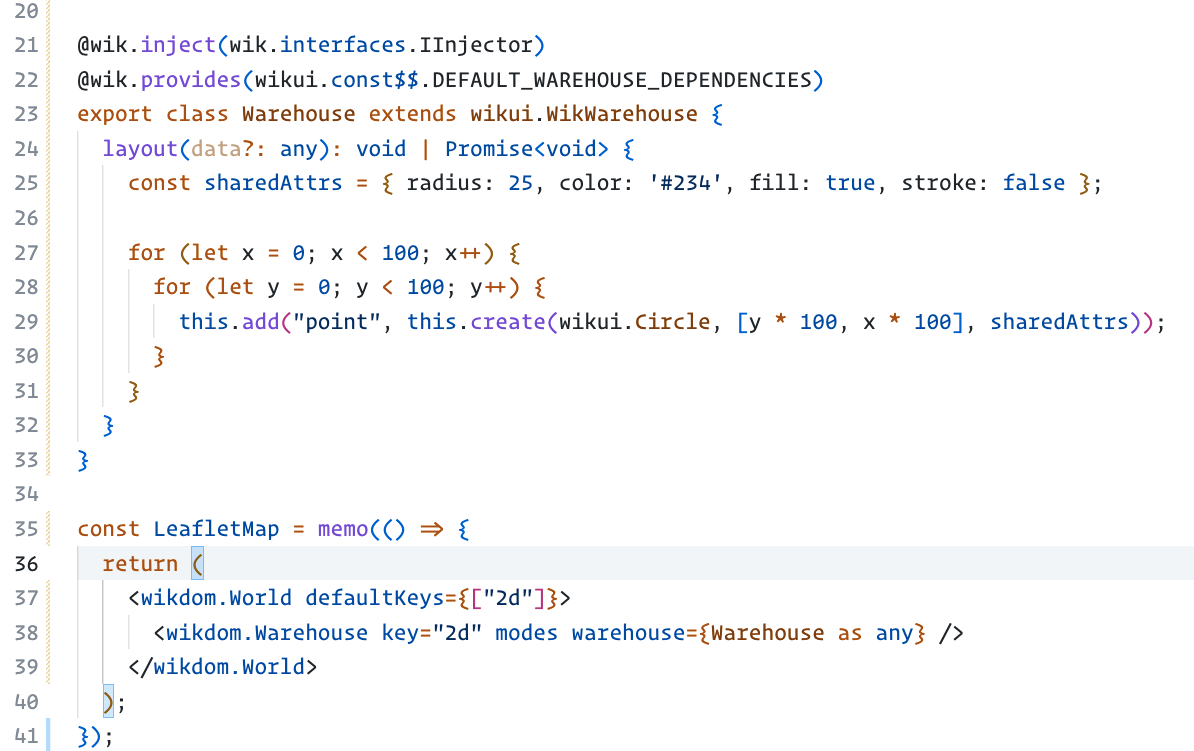 20
21 @wik.inject(wik.interfaces.IInjector)
22 @wik.provides(wikui.const$$.DEFAULT_WAREHOUSE_DEPENDENCIES)
23 export class Warehouse extends wikui.WikWarehouse {
24   layout(data?: any): void | Promise<void> {
25     const sharedAttrs = { radius: 25, color: '#234', fill: true, stroke: false };
26
27     for (let x = 0; x < 100; x++) {
28       for (let y = 0; y < 100; y++) {
29         this.add("point", this.create(wikui.Circle, [y * 100, x * 100], sharedAttrs));
30       }
31     }
32   }
33 }
34
35 const LeafletMap = memo(() => {
36   return (
37     <wikdom.World defaultKeys={["2d"]}>
38       <wikdom.Warehouse key="2d" modes warehouse={Warehouse as any} />
39     </wikdom.World>
40   );
41 });